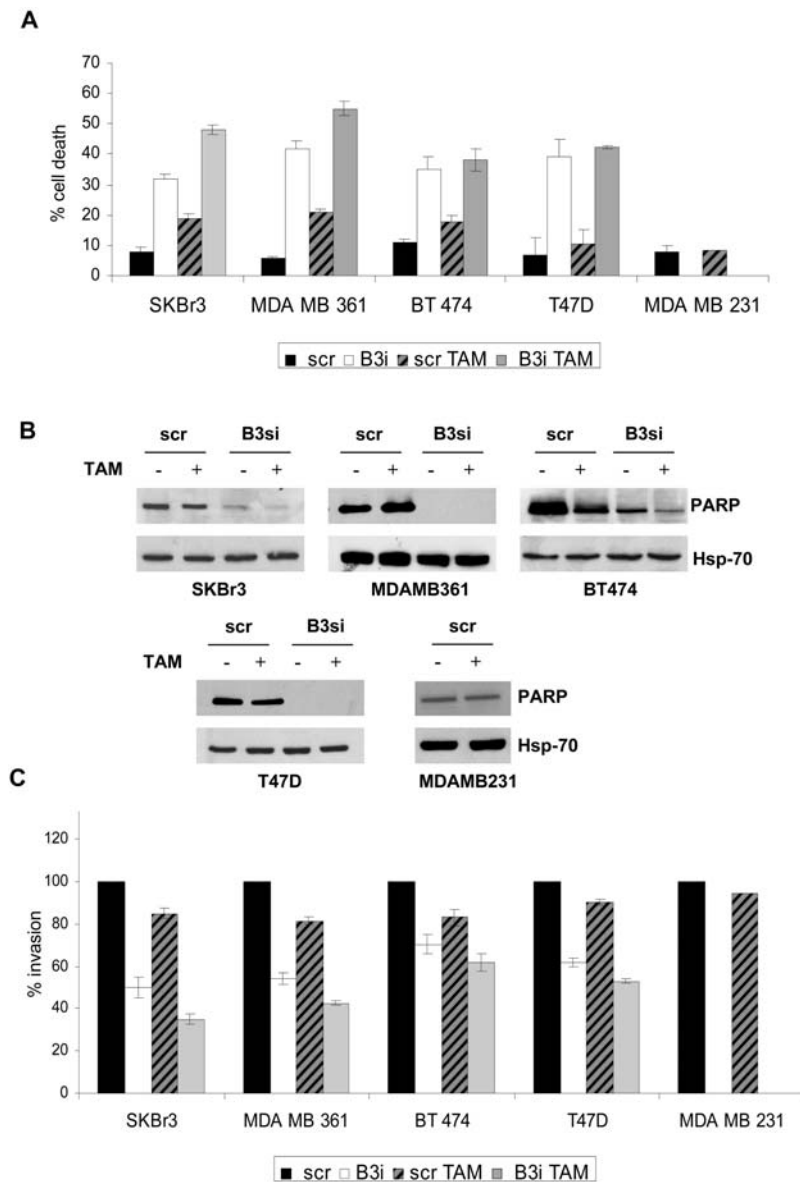 A
70
60
50
40
30
20
10
0
% cell death
SKBr3 MDA MB 361 BT 474 T47D MDA MB 231
scr B3i scr TAM B3i TAM
B
scr B3si scr B3si scr B3si
TAM - + - + - + - + - + - +
PARP
Hsp-70
SKBr3 MDAMB361 BT474
scr B3si scr
TAM - + - + - +
PARP
Hsp-70
T47D MDAMB231
C
120
100
80
60
40
20
0
% invasion
SKBr3 MDA MB 361 BT 474 T47D MDA MB 231
scr B3i scr TAM B3i TAM